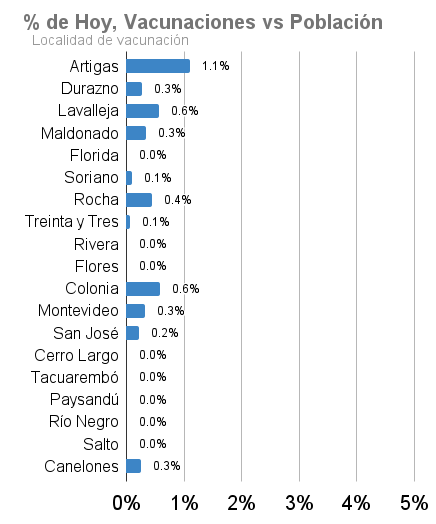 % de Hoy, Vacunaciones vs Población
Localidad de vacunación
Artigas 1.1%
Durazno 0.3%
Lavalleja 0.6%
Maldonado 0.3%
Florida 0.0%
Soriano 0.1%
Rocha 0.4%
Treinta y Tres 0.1%
Rivera 0.0%
Flores 0.0%
Colonia 0.6%
Montevideo 0.3%
San José 0.2%
Cerro Largo 0.0%
Tacuarembó 0.0%
Paysandú 0.0%
Río Negro 0.0%
Salto 0.0%
Canelones 0.3%
0% 1% 2% 3% 4% 5%